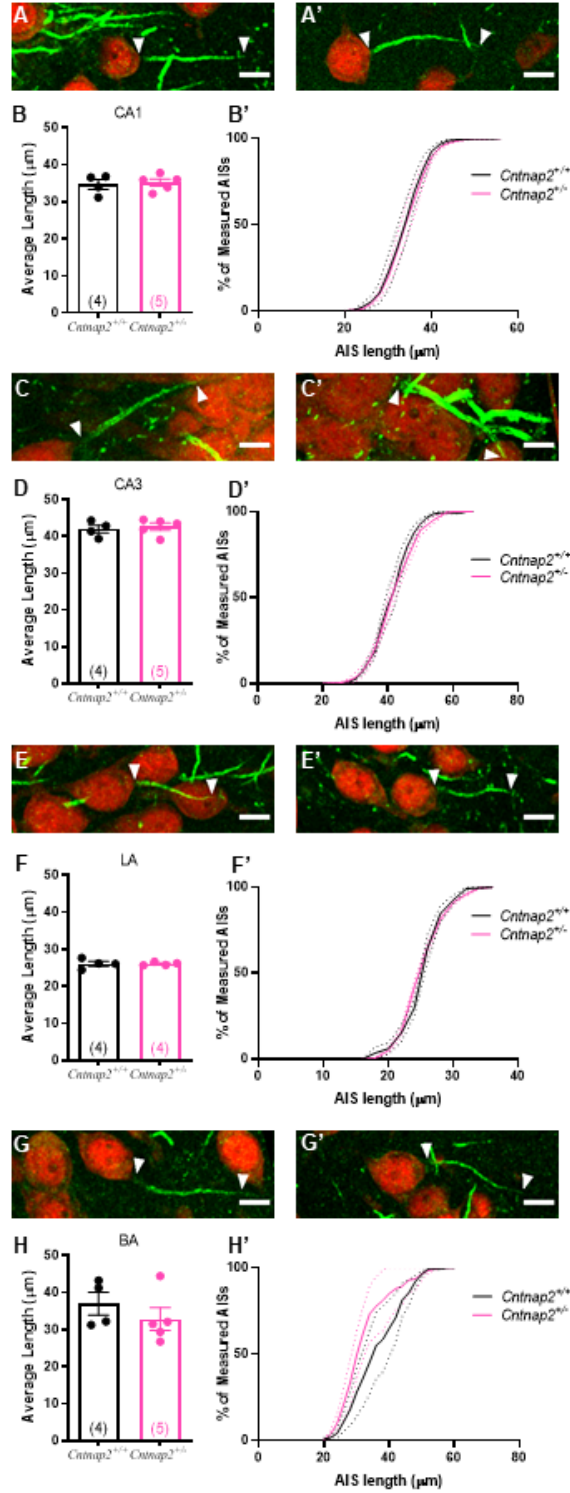 A
A’
B
CA1
Average Length (μm)
50
40
30
20
10
0
(4)
(5)
Cntnap2+/+
Cntnap2+/-
B’
% of Measured AISs
100
50
0
0
20
40
60
AIS length (μm)
Cntnap2+/+
Cntnap2+/-
C
C’
D
CA3
Average Length (μm)
50
40
30
20
10
0
(4)
(5)
Cntnap2+/+
Cntnap2+/-
D’
% of Measured AISs
100
50
0
0
20
40
60
80
AIS length (μm)
Cntnap2+/+
Cntnap2+/-
E
E’
F
LA
Average Length (μm)
50
40
30
20
10
0
(4)
(4)
Cntnap2+/+
Cntnap2+/-
F’
% of Measured AISs
100
50
0
0
10
20
30
40
AIS length (μm)
Cntnap2+/+
Cntnap2+/-
G
G’
H
BA
Average Length (μm)
50
40
30
20
10
0
(4)
(5)
Cntnap2+/+
Cntnap2+/-
H’
% of Measured AISs
100
50
0
0
20
40
60
80
AIS length (μm)
Cntnap2+/+
Cntnap2+/-